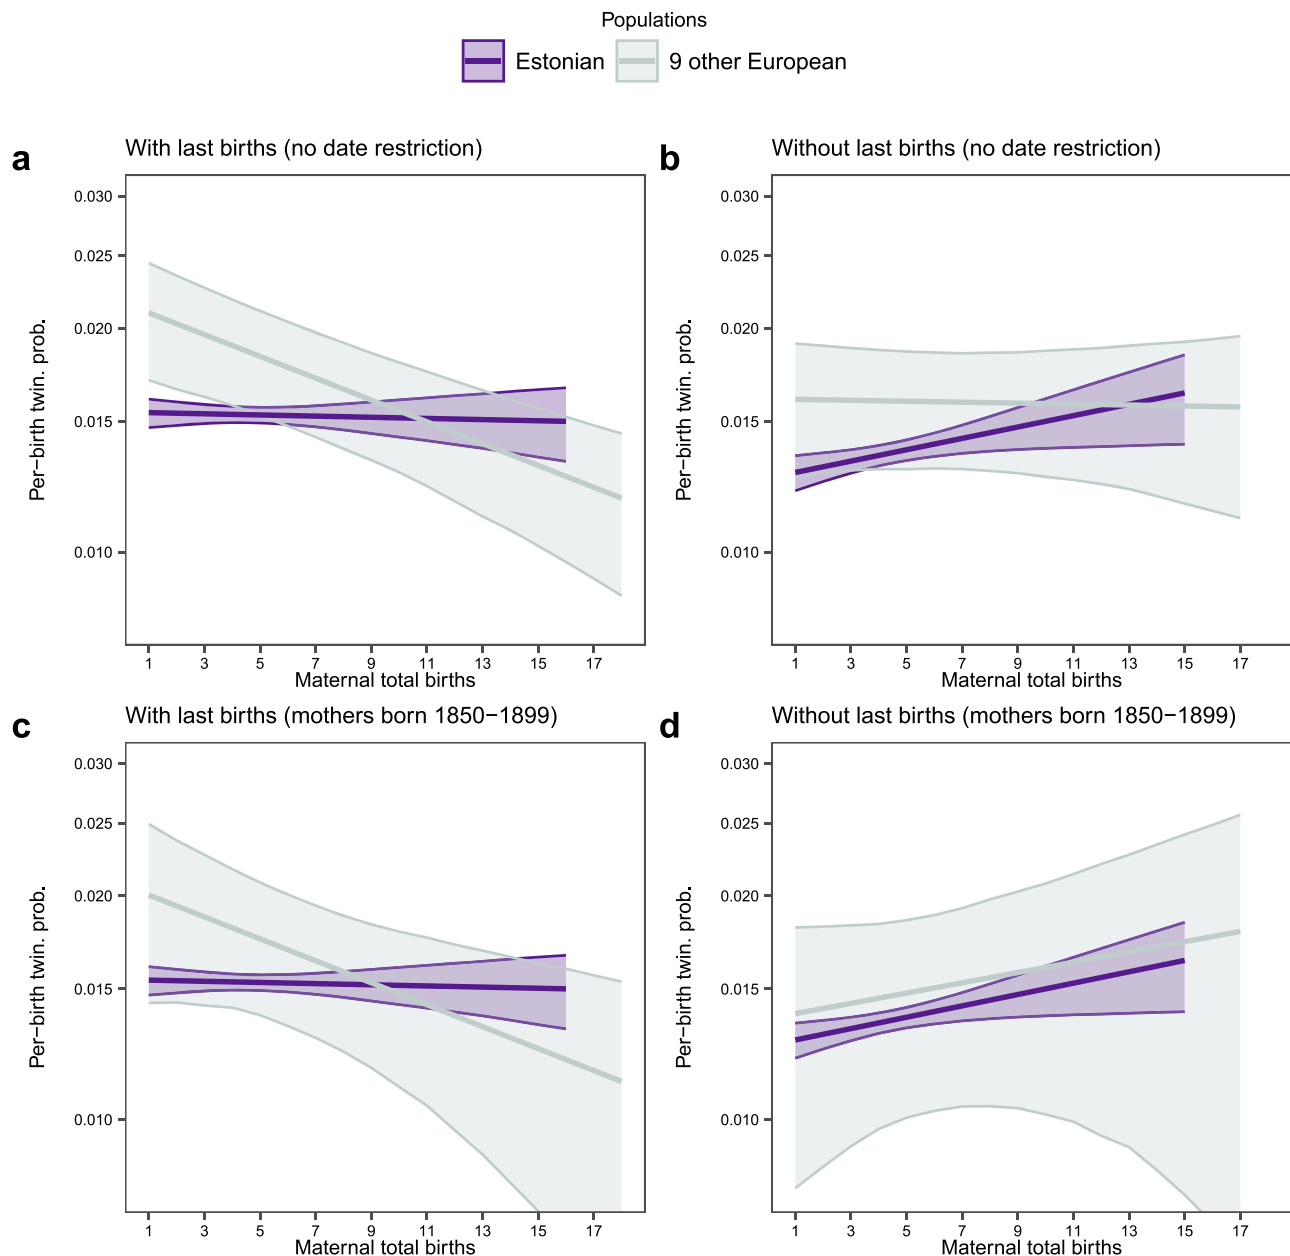 Populations
Estonian 9 other European
a With last births (no date restriction)
Per−birth twin. prob.
0.030
0.025
0.020
0.015
0.010
1 3 5 7 9 11 13 15 17
Maternal total births
b Without last births (no date restriction)
Per−birth twin. prob.
0.030
0.025
0.020
0.015
0.010
1 3 5 7 9 11 13 15 17
Maternal total births
c With last births (mothers born 1850−1899)
Per−birth twin. prob.
0.030
0.025
0.020
0.015
0.010
1 3 5 7 9 11 13 15 17
Maternal total births
d Without last births (mothers born 1850−1899)
Per−birth twin. prob.
0.030
0.025
0.020
0.015
0.010
1 3 5 7 9 11 13 15 17
Maternal total births